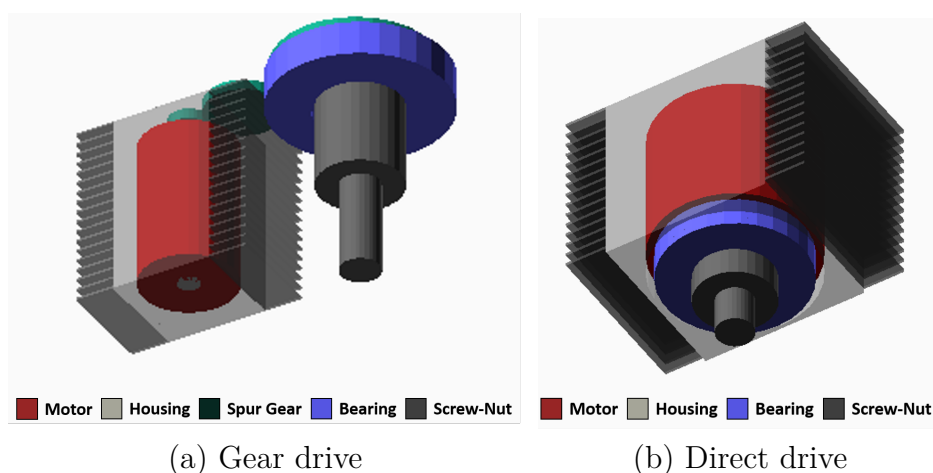 Motor Housing Spur Gear Bearing Screw-Nut
Motor Housing Bearing Screw-Nut
(a) Gear drive
(b) Direct drive